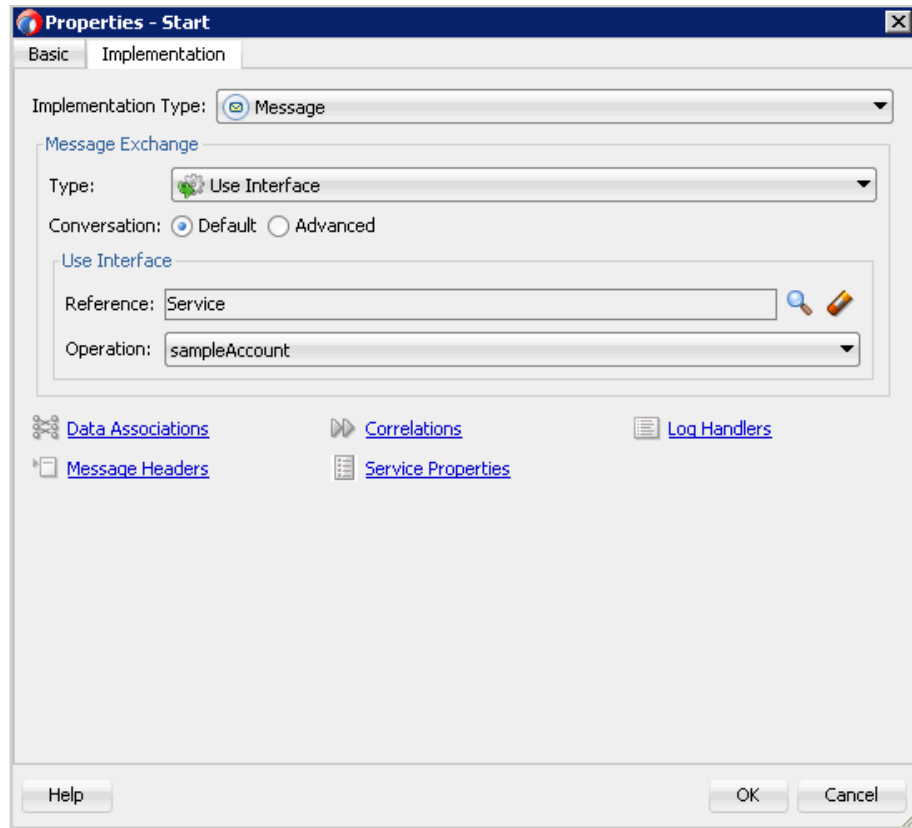 Properties - Start
Basic Implementation
Implementation Type: Message
Message Exchange
Type: Use Interface
Conversation: Default Advanced
Use Interface
Reference: Service
Operation: sampleAccount
Data Associations Correlations Log Handlers
Message Headers Service Properties
Help OK Cancel